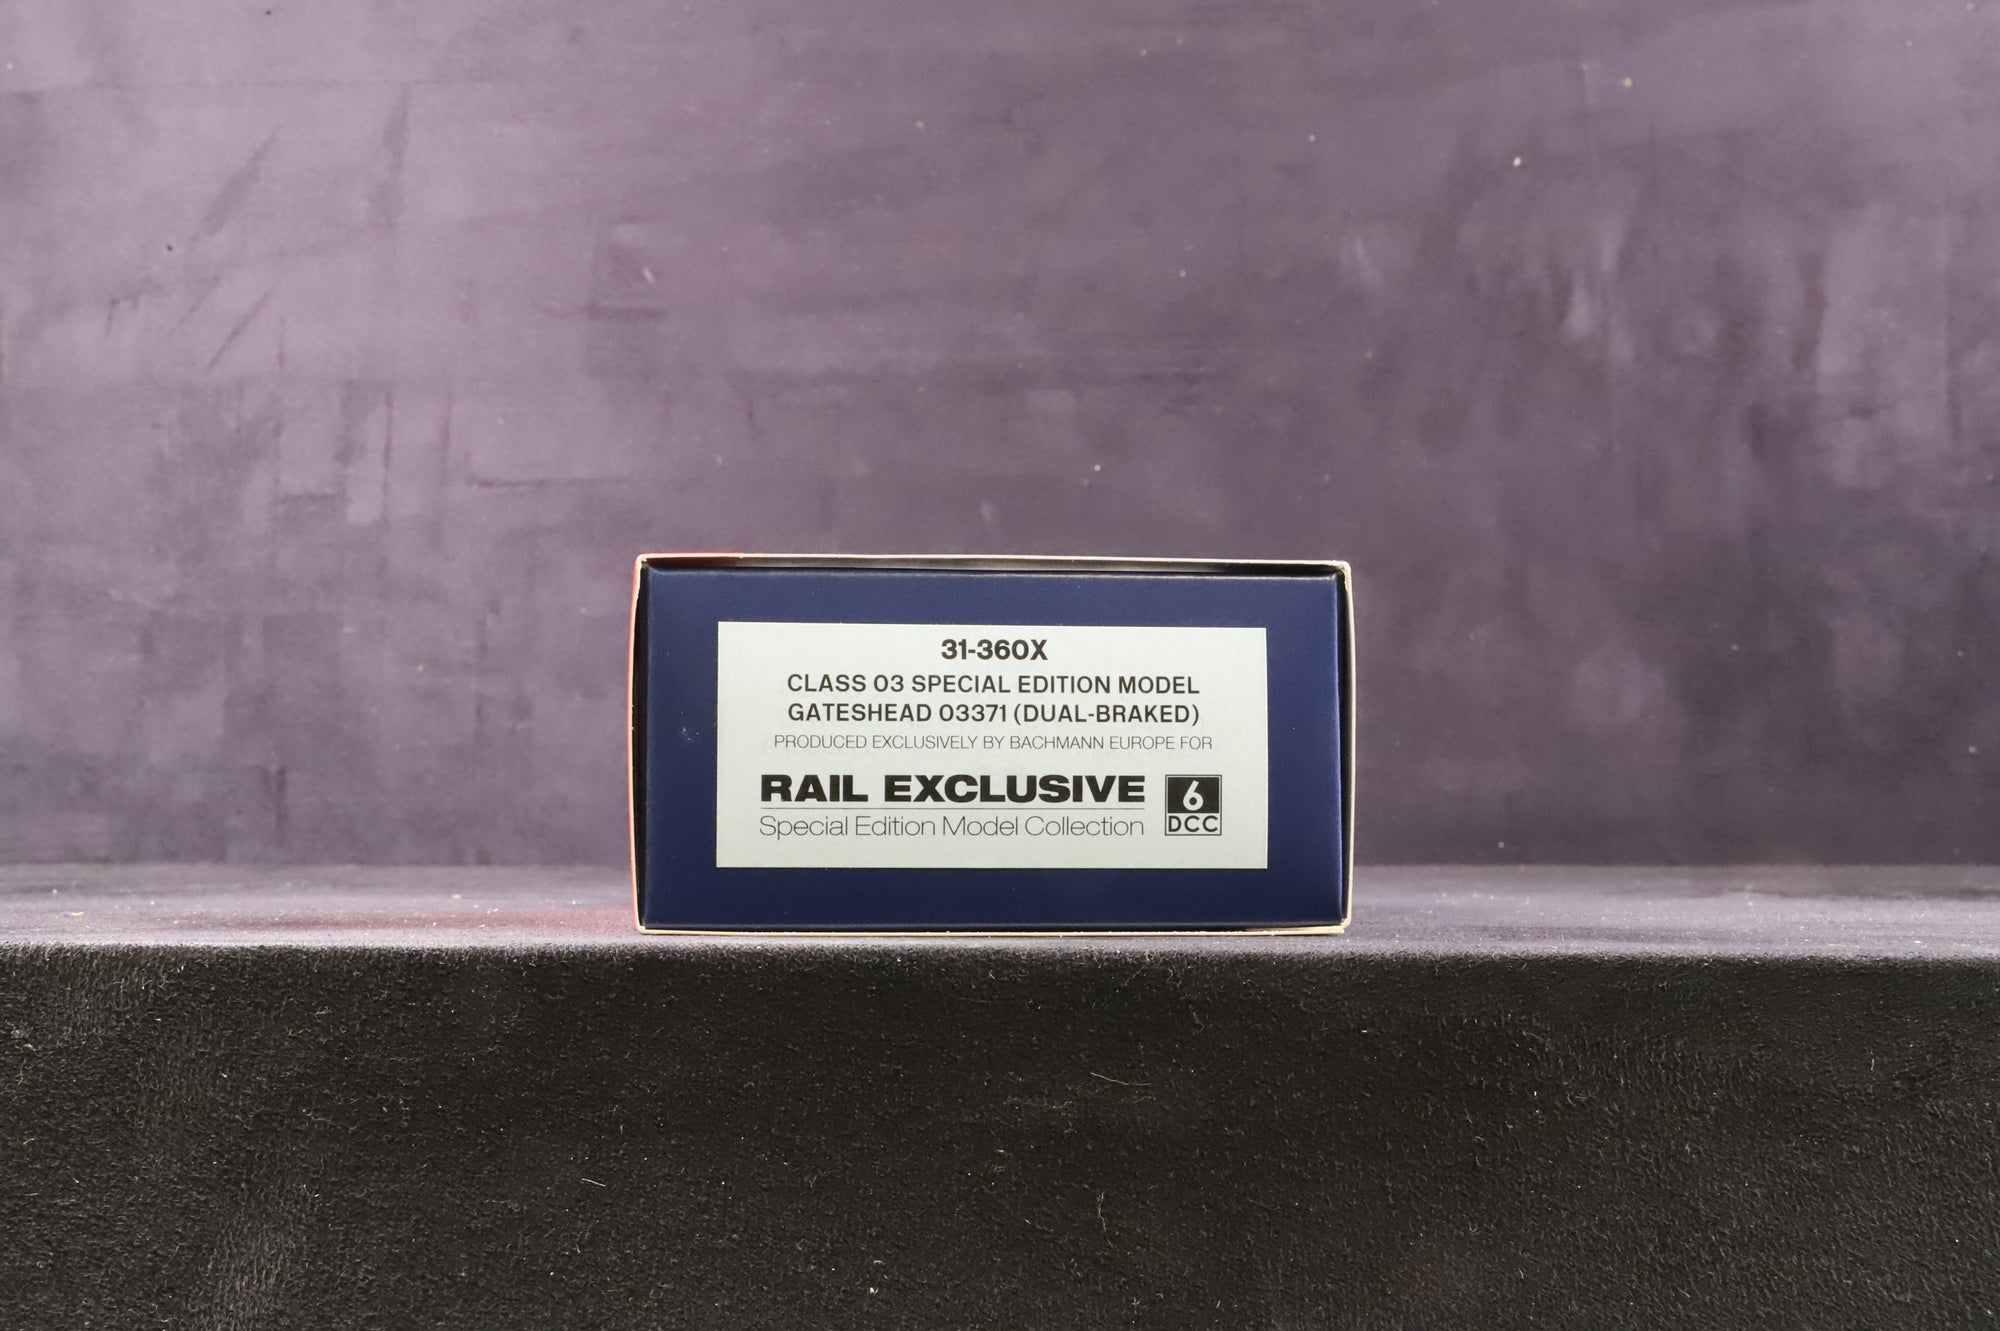 31-360X
CLASS 03 SPECIAL EDITION MODEL
GATESHEAD 03371 (DUAL-BRAKED)
PRODUCED EXCLUSIVELY BY BACHMANN EUROPE FOR
RAIL EXCLUSIVE
Special Edition Model Collection
6
DCC